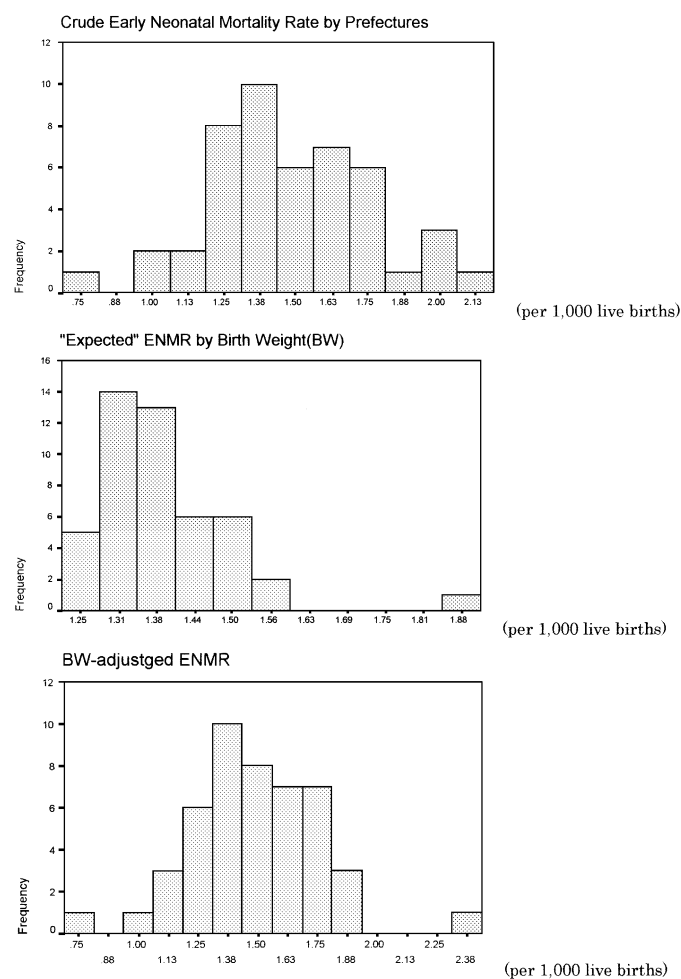 Crude Early Neonatal Mortality Rate by Prefectures
12
10
8
6
4
2
0
Frequency
.75 .88 1.00 1.13 1.25 1.38 1.50 1.63 1.75 1.88 2.00 2.13
(per 1,000 live births)
"Expected" ENMR by Birth Weight(BW)
16
14
12
10
8
6
4
2
0
Frequency
1.25 1.31 1.38 1.44 1.50 1.56 1.63 1.69 1.75 1.81 1.88
(per 1,000 live births)
BW-adjustged ENMR
12
10
8
6
4
2
0
Frequency
.75 1.00 1.25 1.50 1.75 2.00 2.25
.88 1.13 1.38 1.63 1.88 2.13 2.38
(per 1,000 live births)